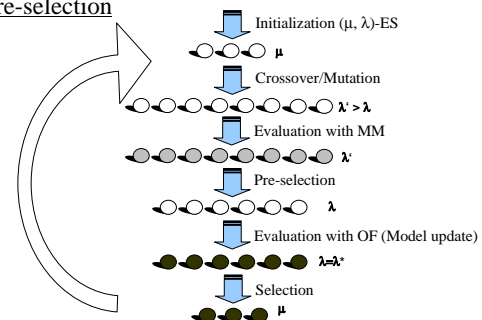 re-selection
Initialization (μ, λ)-ES
μ
Crossover/Mutation
λ' > λ
Evaluation with MM
λ'
Pre-selection
λ
Evaluation with OF (Model update)
λ=λ*
Selection
μ